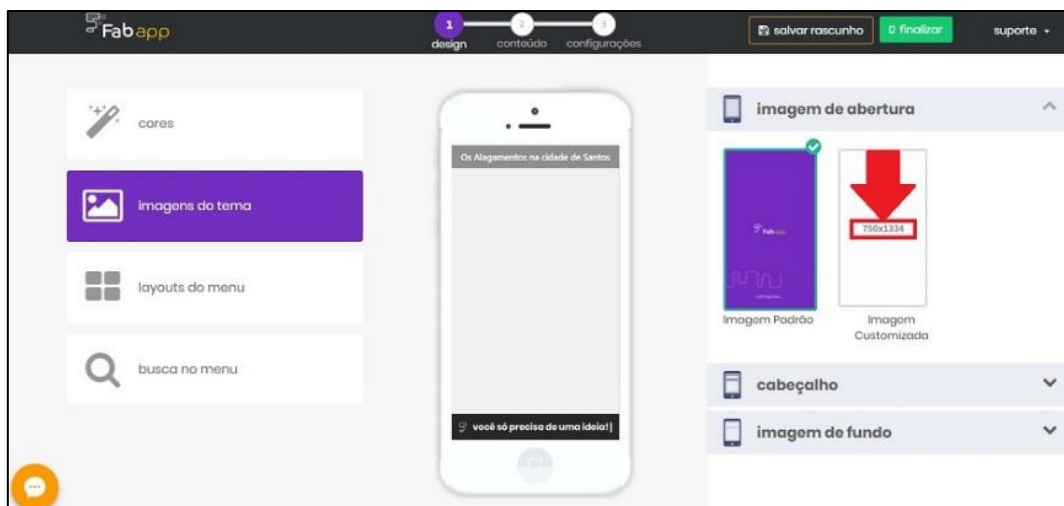 Fabapp
1
2
3
design
conteúdo
configurações
salvar rascunho
finalizar
suporte
cores
imagens do tema
layouts do menu
busca no menu
Os Alagamentos na cidade de Santos
você só precisa de uma ideia!|
imagem de abertura
Fabapp
750x1334
Imagem Padrão
Imagem
Customizada
cabeçalho
imagem de fundo